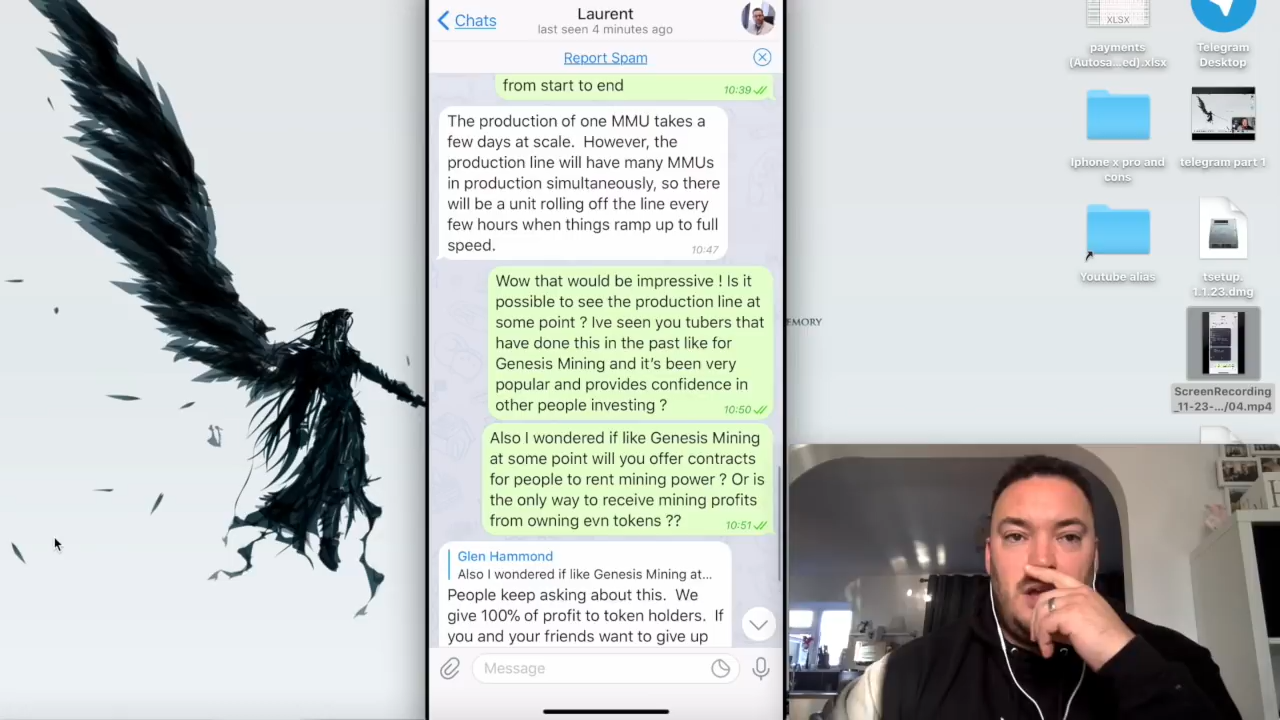 Chats
Laurent
last seen 4 minutes ago
Report Spam
from start to end
10:39
The production of one MMU takes a
few days at scale. However, the
production line will have many MMUs
in production simultaneously, so there
will be a unit rolling off the line every
few hours when things ramp up to full
speed.
10:47
Wow that would be impressive ! Is it
possible to see the production line at
some point ? Ive seen you tubers that
have done this in the past like for
Genesis Mining and it's been very
popular and provides confidence in
other people investing ?
10:50
Also I wondered if like Genesis Mining
at some point will you offer contracts
for people to rent mining power ? Or is
the only way to receive mining profits
from owning evn tokens ??
10:51
Glen Hammond
Also I wondered if like Genesis Mining at...
People keep asking about this. We
give 100% of profit to token holders. If
you and your friends want to give up
Message
EMORY
XLSX
payments
(Autosa...ed).xlsx
Telegram
Desktop
Iphone x pro and
cons
telegram part 1
Youtube alias
tsetup.
1.1.23.dmg
ScreenRecording
_11-23-.../04.mp4